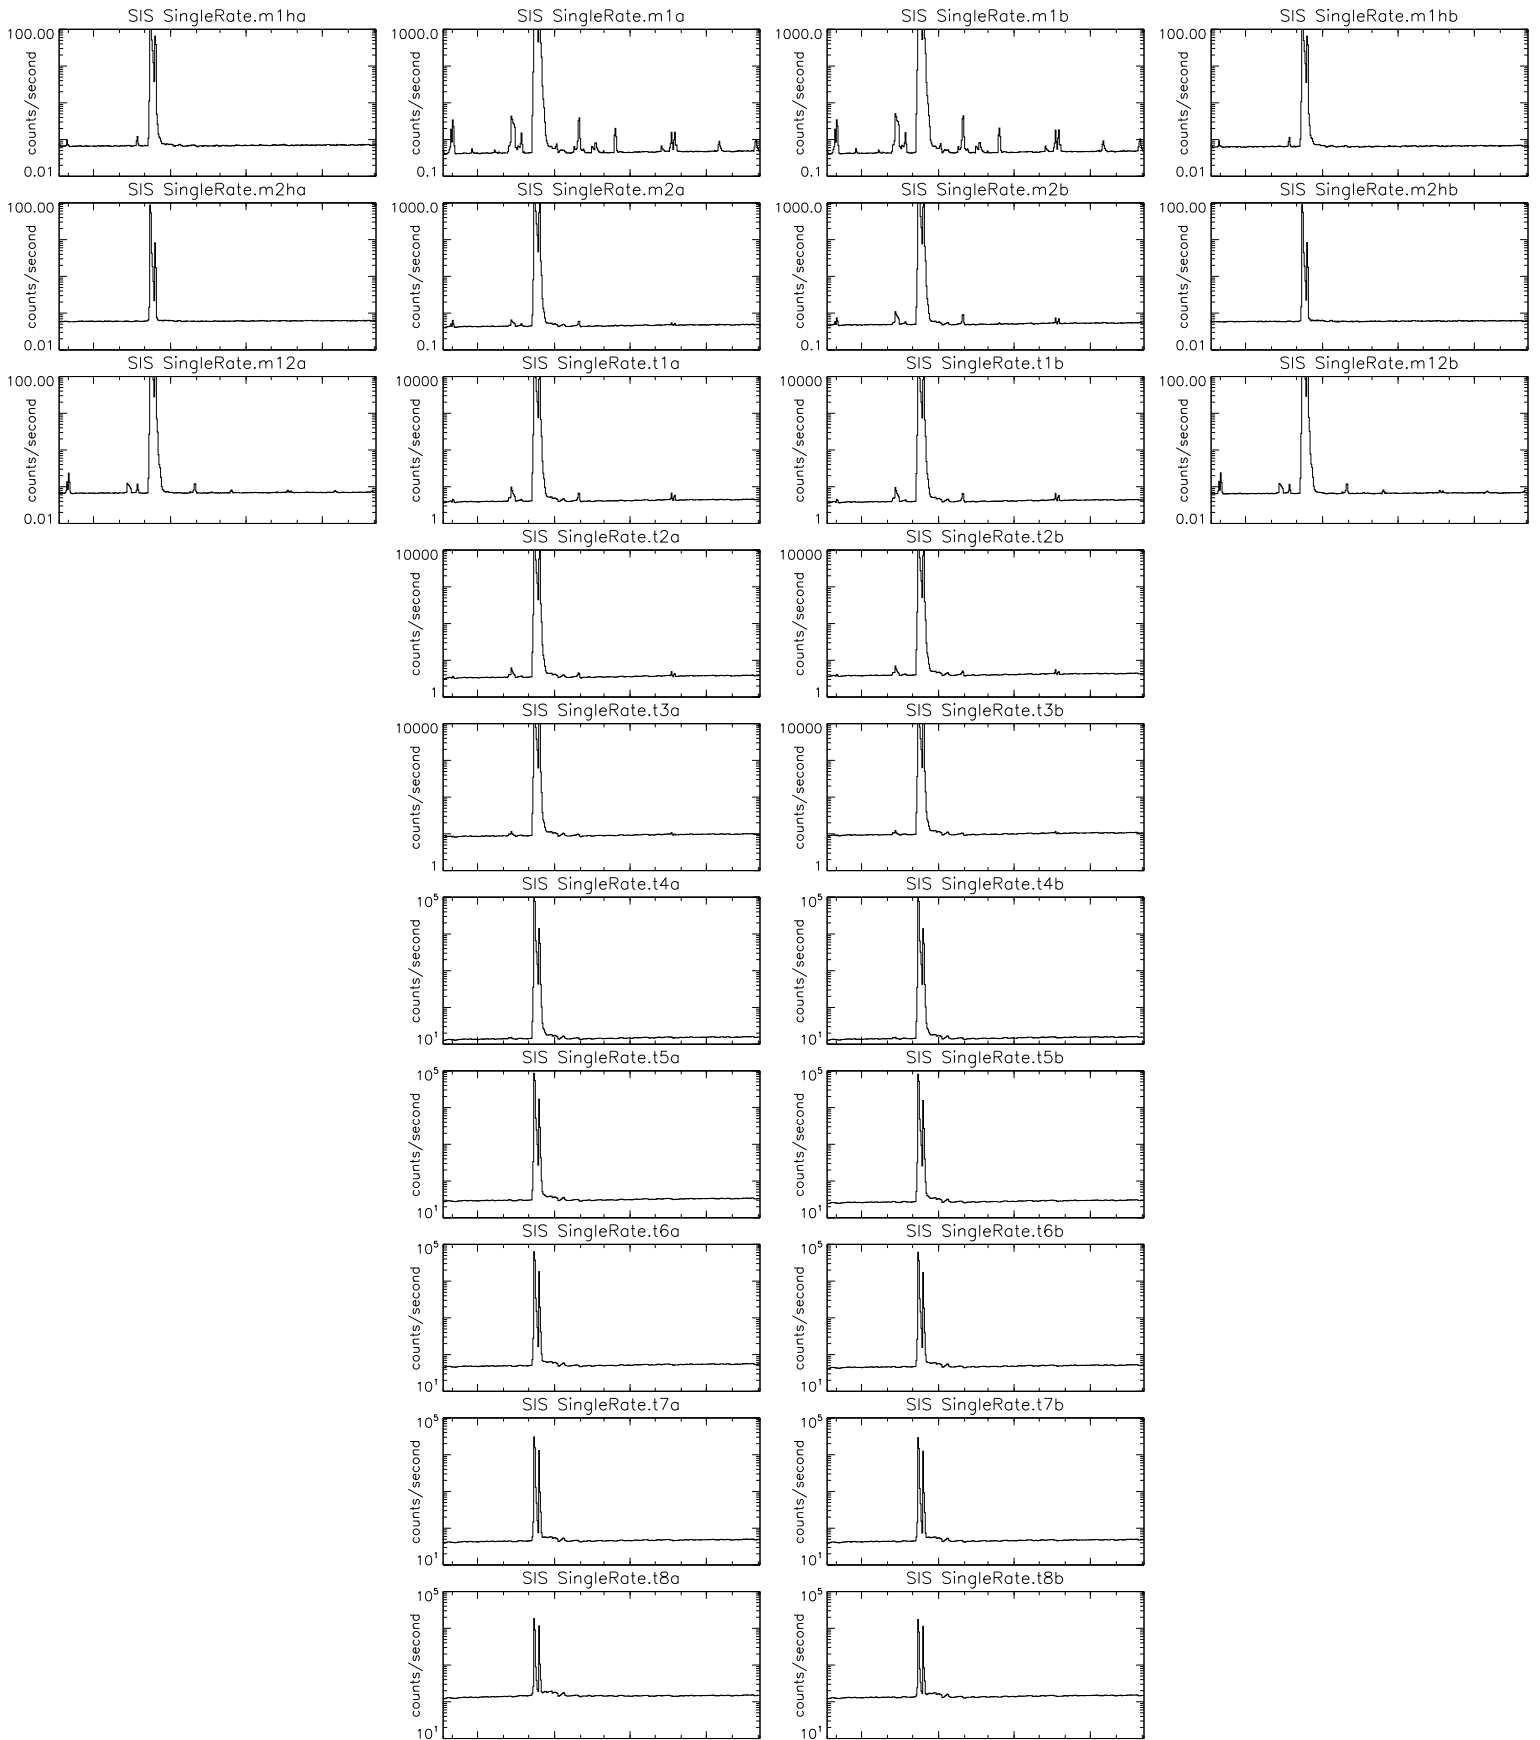 SIS SingleRate.m1ha
100.00
counts/second
0.01
SIS SingleRate.m1a
1000.0
counts/second
0.1
SIS SingleRate.m1b
1000.0
counts/second
0.1
SIS SingleRate.m1hb
100.00
counts/second
0.01
SIS SingleRate.m2ha
100.00
counts/second
0.01
SIS SingleRate.m2a
1000.0
counts/second
0.1
SIS SingleRate.m2b
1000.0
counts/second
0.1
SIS SingleRate.m2hb
100.00
counts/second
0.01
SIS SingleRate.m12a
100.00
counts/second
0.01
SIS SingleRate.t1a
10000
counts/second
1
SIS SingleRate.t1b
10000
counts/second
1
SIS SingleRate.m12b
100.00
counts/second
0.01
SIS SingleRate.t2a
10000
counts/second
1
SIS SingleRate.t2b
10000
counts/second
1
SIS SingleRate.t3a
10000
counts/second
1
SIS SingleRate.t3b
10000
counts/second
1
SIS SingleRate.t4a
10⁵
counts/second
10¹
SIS SingleRate.t4b
10⁵
counts/second
10¹
SIS SingleRate.t5a
10⁵
counts/second
10¹
SIS SingleRate.t5b
10⁵
counts/second
10¹
SIS SingleRate.t6a
10⁵
counts/second
10¹
SIS SingleRate.t6b
10⁵
counts/second
10¹
SIS SingleRate.t7a
10⁵
counts/second
10¹
SIS SingleRate.t7b
10⁵
counts/second
10¹
SIS SingleRate.t8a
10⁵
counts/second
10¹
SIS SingleRate.t8b
10⁵
counts/second
10¹